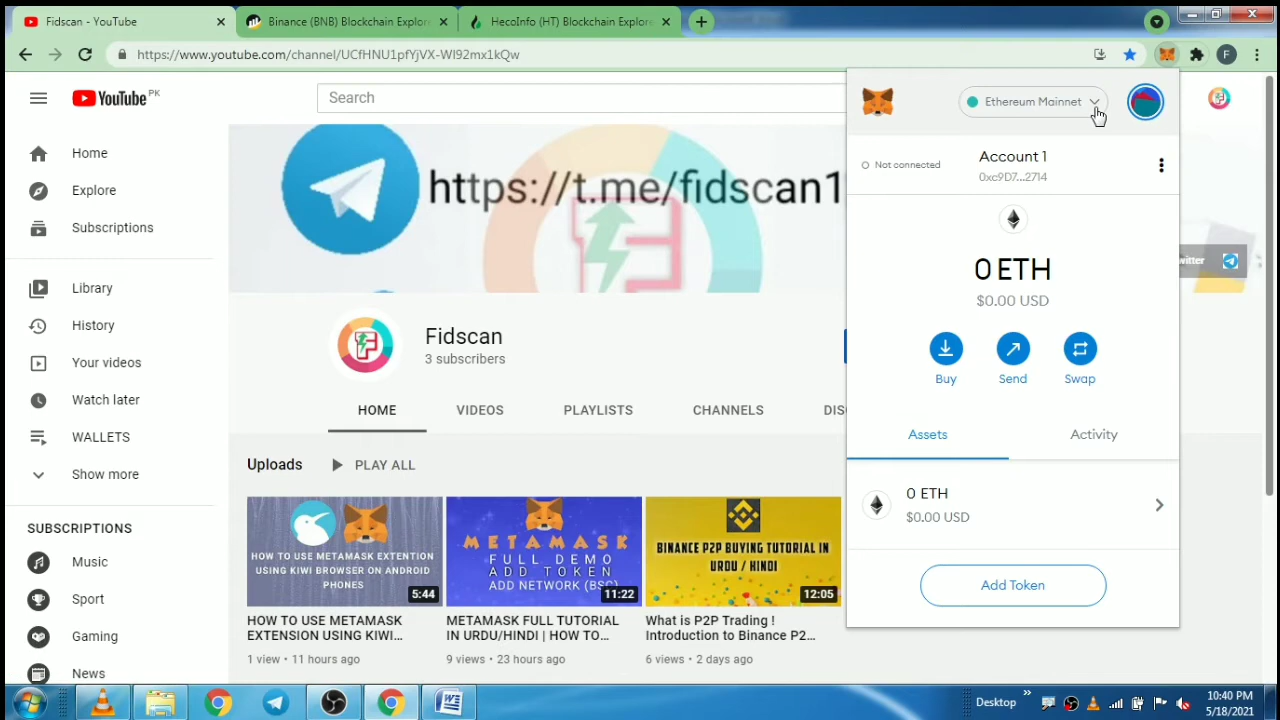 Fidscan - YouTube
Binance (BNB) Blockchain Explor
HecoInfo (HT) Blockchain Explore
https://www.youtube.com/channel/UCfHNU1pfYjVX-WI92mx1kQw
F
YouTube PK
Search
Ethereum Mainnet
Not connected
Account 1
0xc9D7...2714
0 ETH
$0.00 USD
Buy
Send
Swap
Assets
Activity
0 ETH
$0.00 USD
Add Token
Home
Explore
Subscriptions
Library
History
Your videos
Watch later
WALLETS
Show more
SUBSCRIPTIONS
Music
Sport
Gaming
News
https://t.me/fidscan1
witter
Fidscan
3 subscribers
HOME
VIDEOS
PLAYLISTS
CHANNELS
DIS
Uploads
PLAY ALL
HOW TO USE METAMASK EXTENTION
USING KIWI BROWSER ON ANDROID
PHONES
5:44
METAMASK
FULL DEMO
ADD TOKEN
ADD NETWORK (BSC)
11:22
BINANCE P2P BUYING TUTORIAL IN
URDU / HINDI
12:05
HOW TO USE METAMASK
EXTENSION USING KIWI...
1 view • 11 hours ago
METAMASK FULL TUTORIAL
IN URDU/HINDI | HOW TO...
9 views • 23 hours ago
What is P2P Trading !
Introduction to Binance P2...
6 views • 2 days ago
Desktop
10:40 PM
5/18/2021